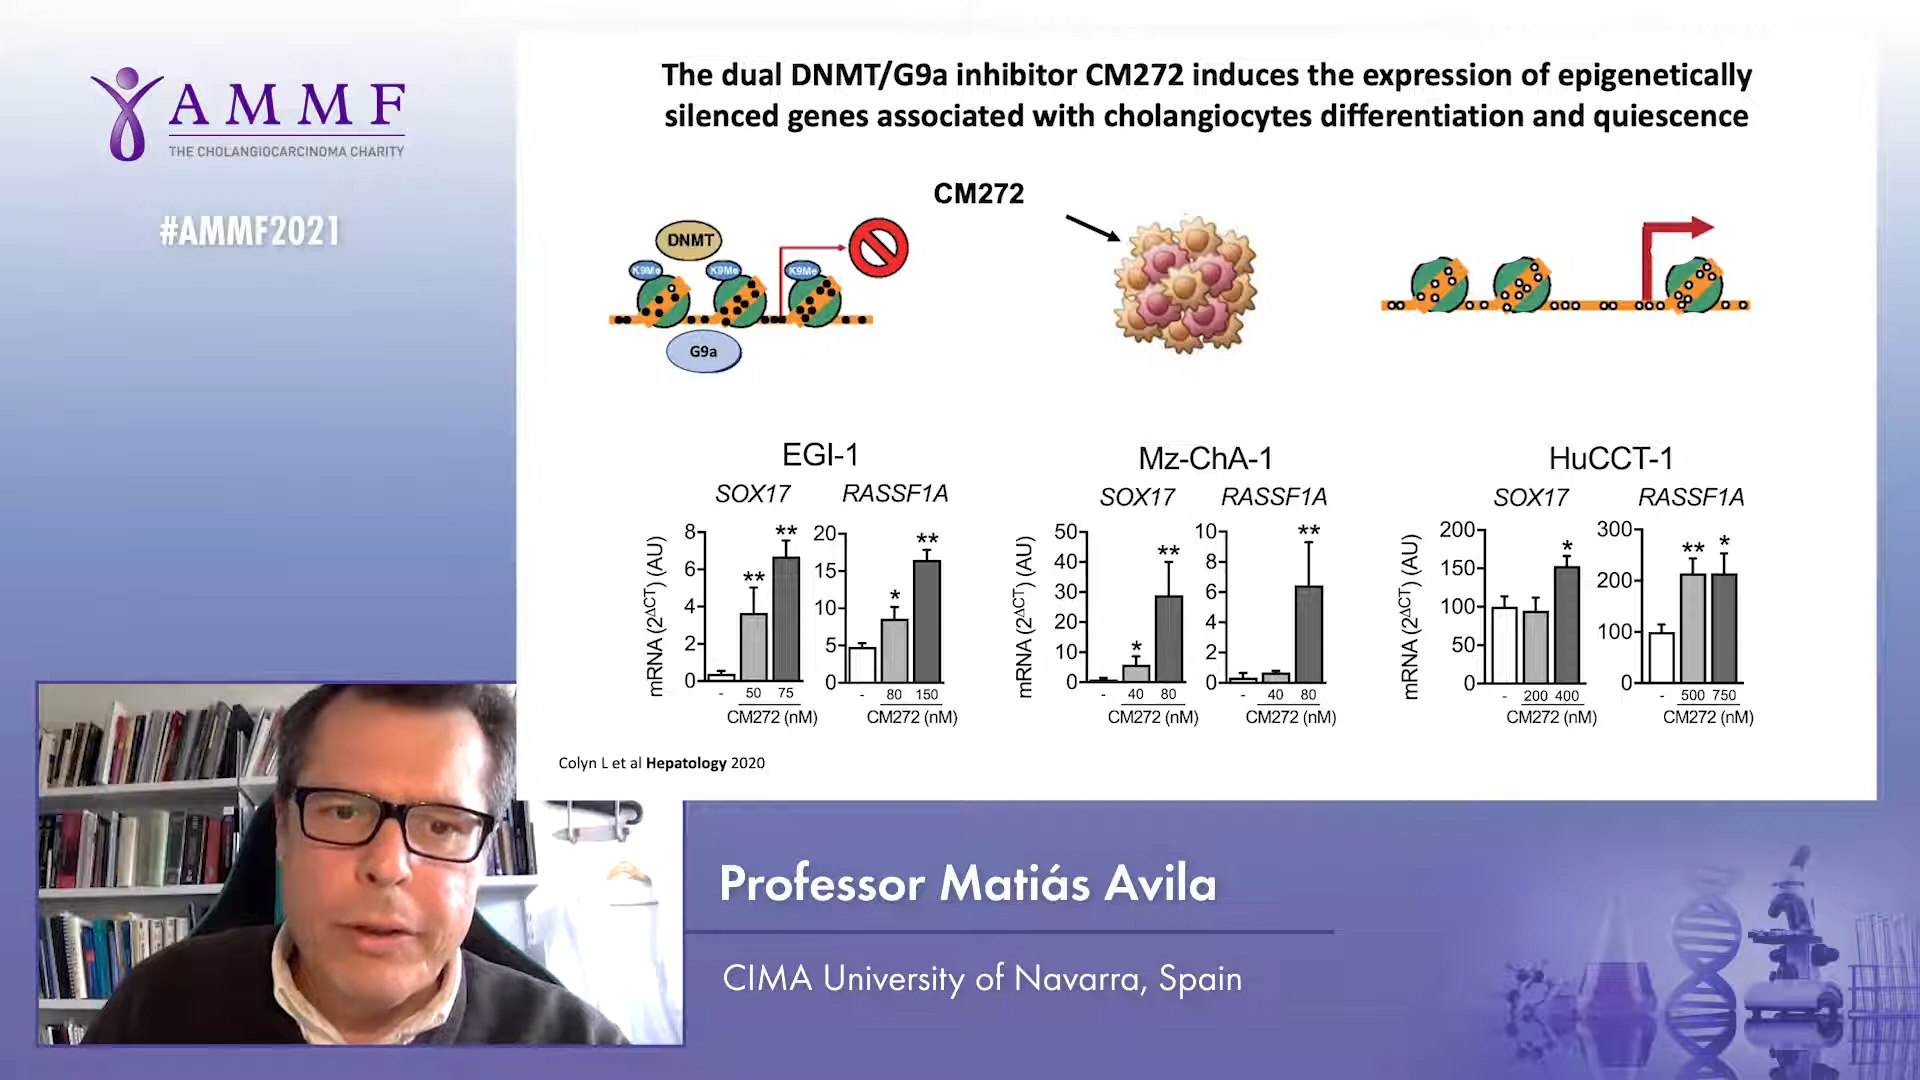 AMMF
THE CHOLANGIOCARCINOMA CHARITY
#AMMF2021
The dual DNMT/G9a inhibitor CM272 induces the expression of epigenetically
silenced genes associated with cholangiocytes differentiation and quiescence
CM272
DNMT
K9Me K9Me K9Me
G9a
EGI-1
SOX17 RASSF1A
mRNA (2ΔCT) (AU)
8
6
4
2
0
** **
- 50 75
CM272 (nM)
20
15
10
5
0
* **
- 80 150
CM272 (nM)
Mz-ChA-1
SOX17 RASSF1A
mRNA (2ΔCT) (AU)
50
40
30
20
10
0
* **
- 40 80
CM272 (nM)
10
8
6
4
2
0
**
- 40 80
CM272 (nM)
HuCCT-1
SOX17 RASSF1A
mRNA (2ΔCT) (AU)
200
150
100
50
0
*
- 200 400
CM272 (nM)
300
200
100
0
** *
- 500 750
CM272 (nM)
Colyn L et al Hepatology 2020
Professor Matiás Avila
CIMA University of Navarra, Spain